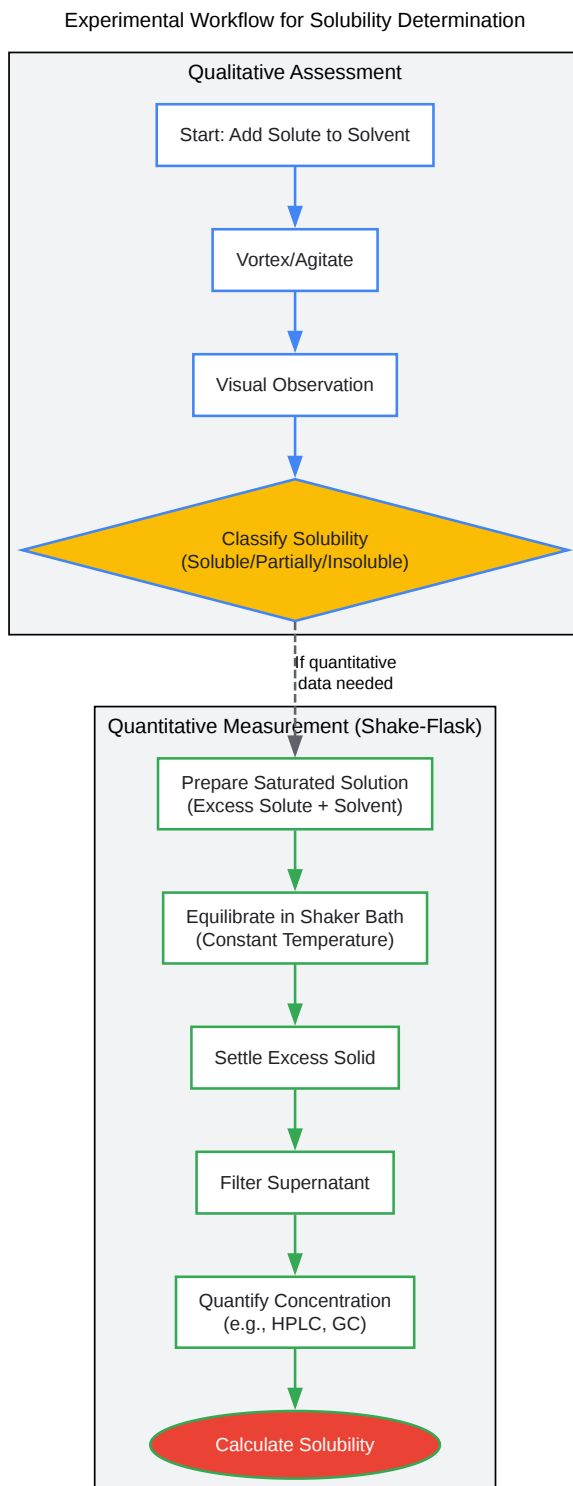 Experimental Workflow for Solubility Determination
Qualitative Assessment
Start: Add Solute to Solvent
Vortex/Agitate
Visual Observation
Classify Solubility
(Soluble/Partially/Insoluble)
If quantitative
data needed
Quantitative Measurement (Shake-Flask)
Prepare Saturated Solution
(Excess Solute + Solvent)
Equilibrate in Shaker Bath
(Constant Temperature)
Settle Excess Solid
Filter Supernatant
Quantify Concentration
(e.g., HPLC, GC)
Calculate Solubility